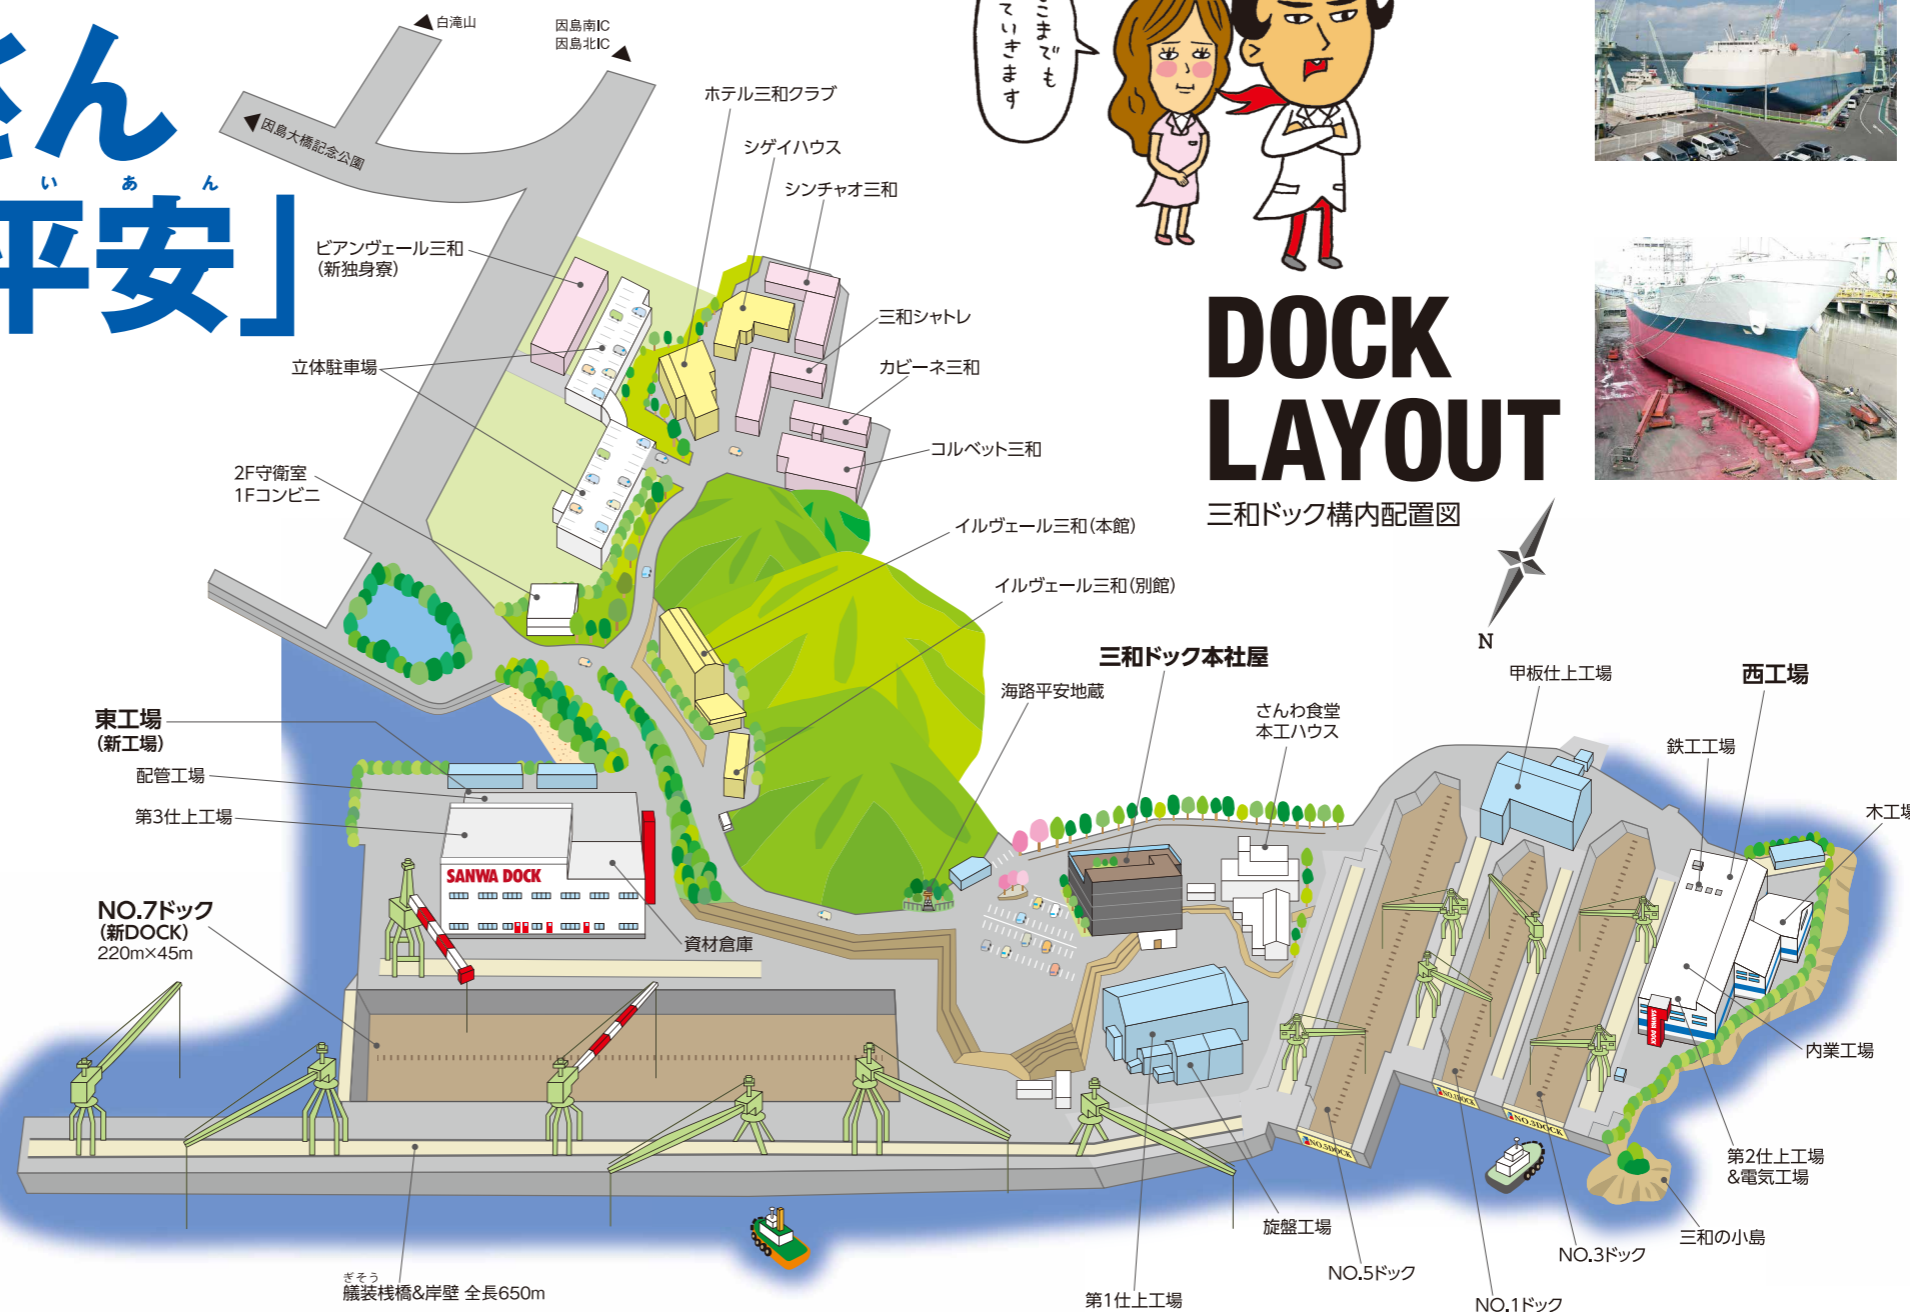 さん
いあん
平安」
白滝山
因島南IC
因島北IC
因島大橋記念公園
こまでも
ていきます
ホテル三和クラブ
シゲイハウス
シンチャオ三和
ビアンヴェール三和
(新独身寮)
三和シャトレ
立体駐車場
カビーネ三和
コルベット三和
2F守衛室
1Fコンビニ
DOCK
LAYOUT
三和ドック構内配置図
イルヴェール三和(本館)
イルヴェール三和(別館)
N
三和ドック本社屋
海路平安地蔵
さんわ食堂
本工ハウス
甲板仕上工場
西工場
鉄工工場
木工場
東工場
(新工場)
配管工場
第3仕上工場
SANWA DOCK
NO.7ドック
(新DOCK)
220m×45m
資材倉庫
SANWA DOCK
内業工場
NO.5DOCK
NO.1DOCK
NO.3DOCK
第2仕上工場
&電気工場
三和の小島
旋盤工場
NO.3ドック
NO.5ドック
NO.1ドック
第1仕上工場
ぎそう
艤装桟橋&岸壁 全長650m